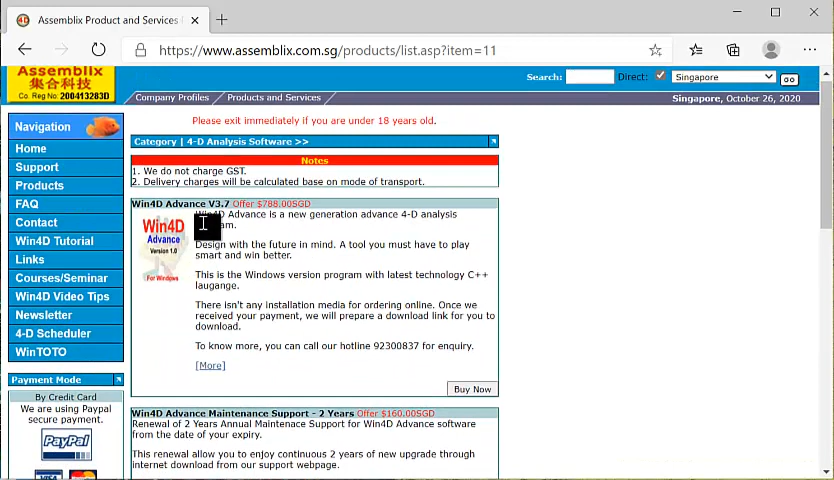 Assemblix Product and Services
https://www.assemblix.com.sg/products/list.asp?item=11
Assemblix
集合科技
Co. Reg No: 200413283D
Search:
Direct:
Singapore
GO
Company Profiles
Products and Services
Singapore, October 26, 2020
Please exit immediately if you are under 18 years old.
Navigation
Home
Support
Products
FAQ
Contact
Win4D Tutorial
Links
Courses/Seminar
Win4D Video Tips
Newsletter
4-D Scheduler
WinTOTO
Payment Mode
By Credit Card
We are using Paypal
secure payment.
PayPal
VISA
Category | 4-D Analysis Software >>
Notes
1. We do not charge GST.
2. Delivery charges will be calculated base on mode of transport.
Win4D Advance V3.7 Offer $788.00SGD
Win4D
Advance
Version 1.0
For Windows
Win4D Advance is a new generation advance 4-D analysis
Design with the future in mind. A tool you must have to play
smart and win better.
This is the Windows version program with latest technology C++
laugange.
There isn't any installation media for ordering online. Once we
received your payment, we will prepare a download link for you to
download.
To know more, you can call our hotline 92300837 for enquiry.
[More]
Buy Now
Win4D Advance Maintenance Support - 2 Years Offer $160.00SGD
Renewal of 2 Years Annual Maintenace Support for Win4D Advance software
from the date of your expiry.
This renewal allow you to enjoy continuous 2 years of new upgrade through
internet download from our support webpage.